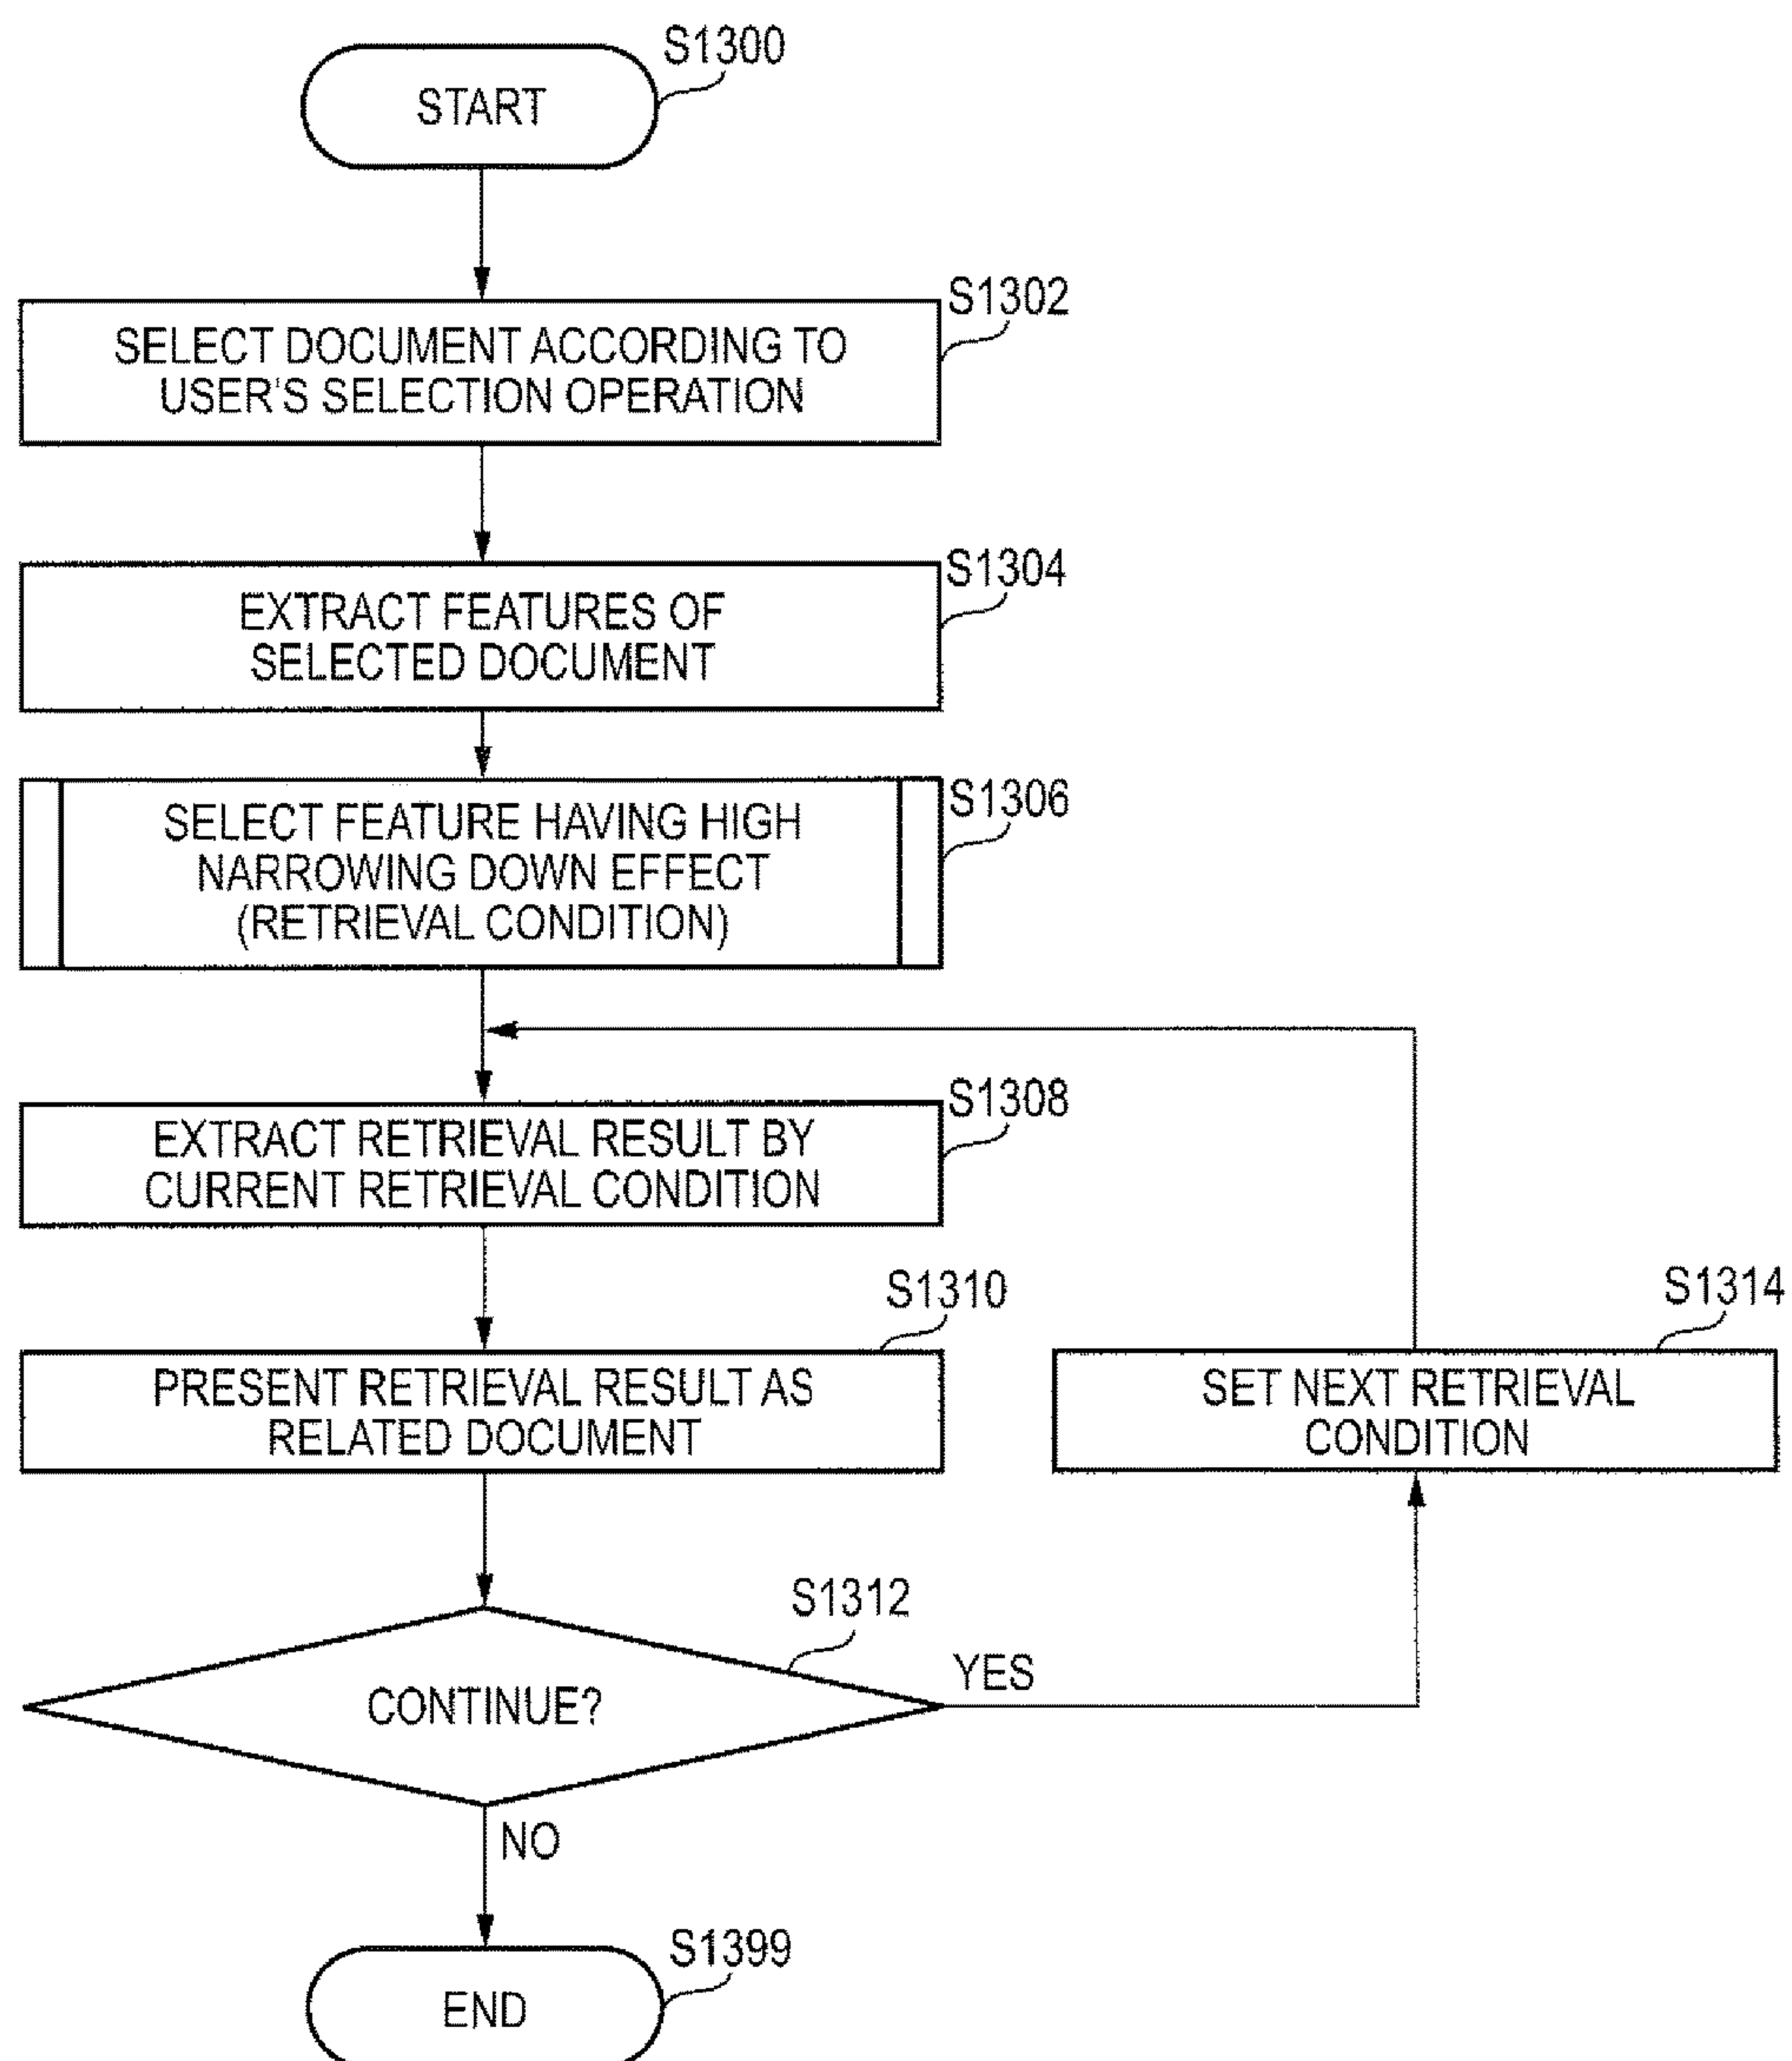 S1300
START
S1302
SELECT DOCUMENT ACCORDING TO
USER'S SELECTION OPERATION
S1304
EXTRACT FEATURES OF
SELECTED DOCUMENT
S1306
SELECT FEATURE HAVING HIGH
NARROWING DOWN EFFECT
(RETRIEVAL CONDITION)
S1308
EXTRACT RETRIEVAL RESULT BY
CURRENT RETRIEVAL CONDITION
S1310
PRESENT RETRIEVAL RESULT AS
RELATED DOCUMENT
S1314
SET NEXT RETRIEVAL
CONDITION
S1312
CONTINUE?
YES
NO
S1399
END